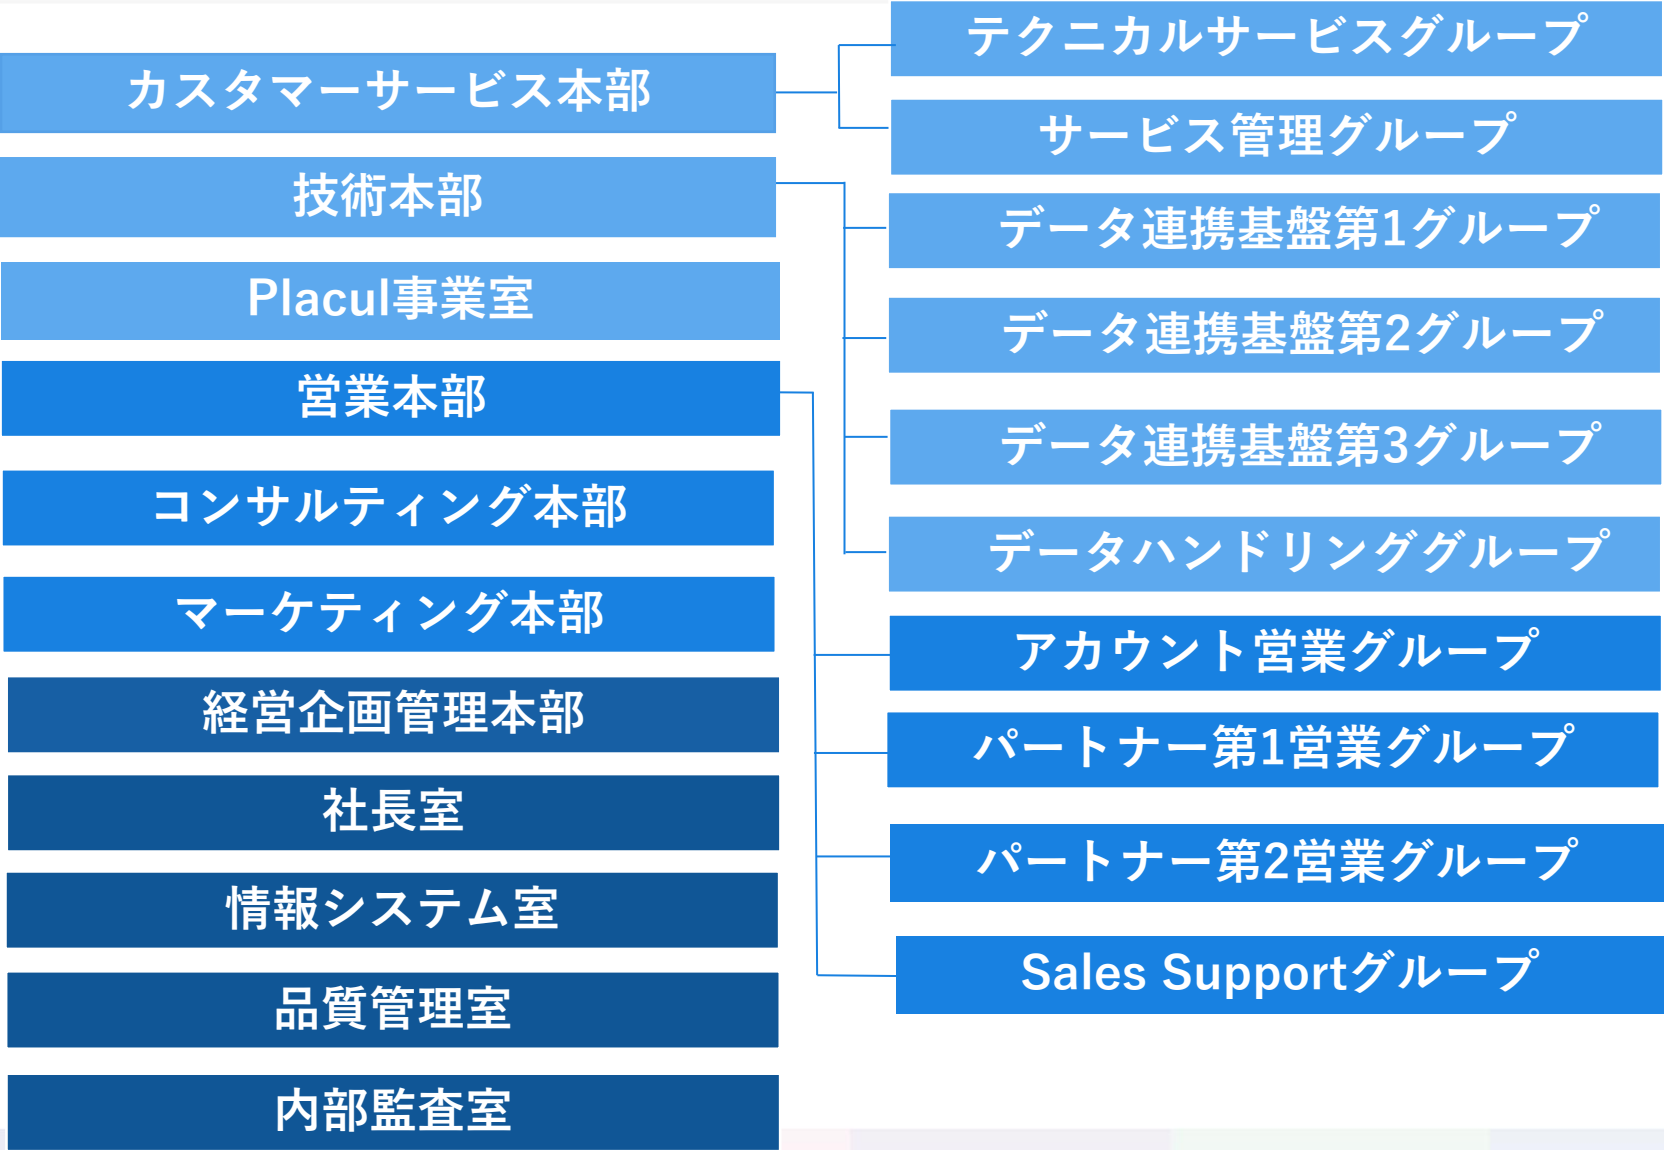 カスタマーサービス本部
技術本部
Placul事業室
営業本部
コンサルティング本部
マーケティング本部
経営企画管理本部
社長室
情報システム室
品質管理室
内部監査室
テクニカルサービスグループ
サービス管理グループ
データ連携基盤第1グループ
データ連携基盤第2グループ
データ連携基盤第3グループ
データハンドリンググループ
アカウント営業グループ
パートナー第1営業グループ
パートナー第2営業グループ
Sales Supportグループ